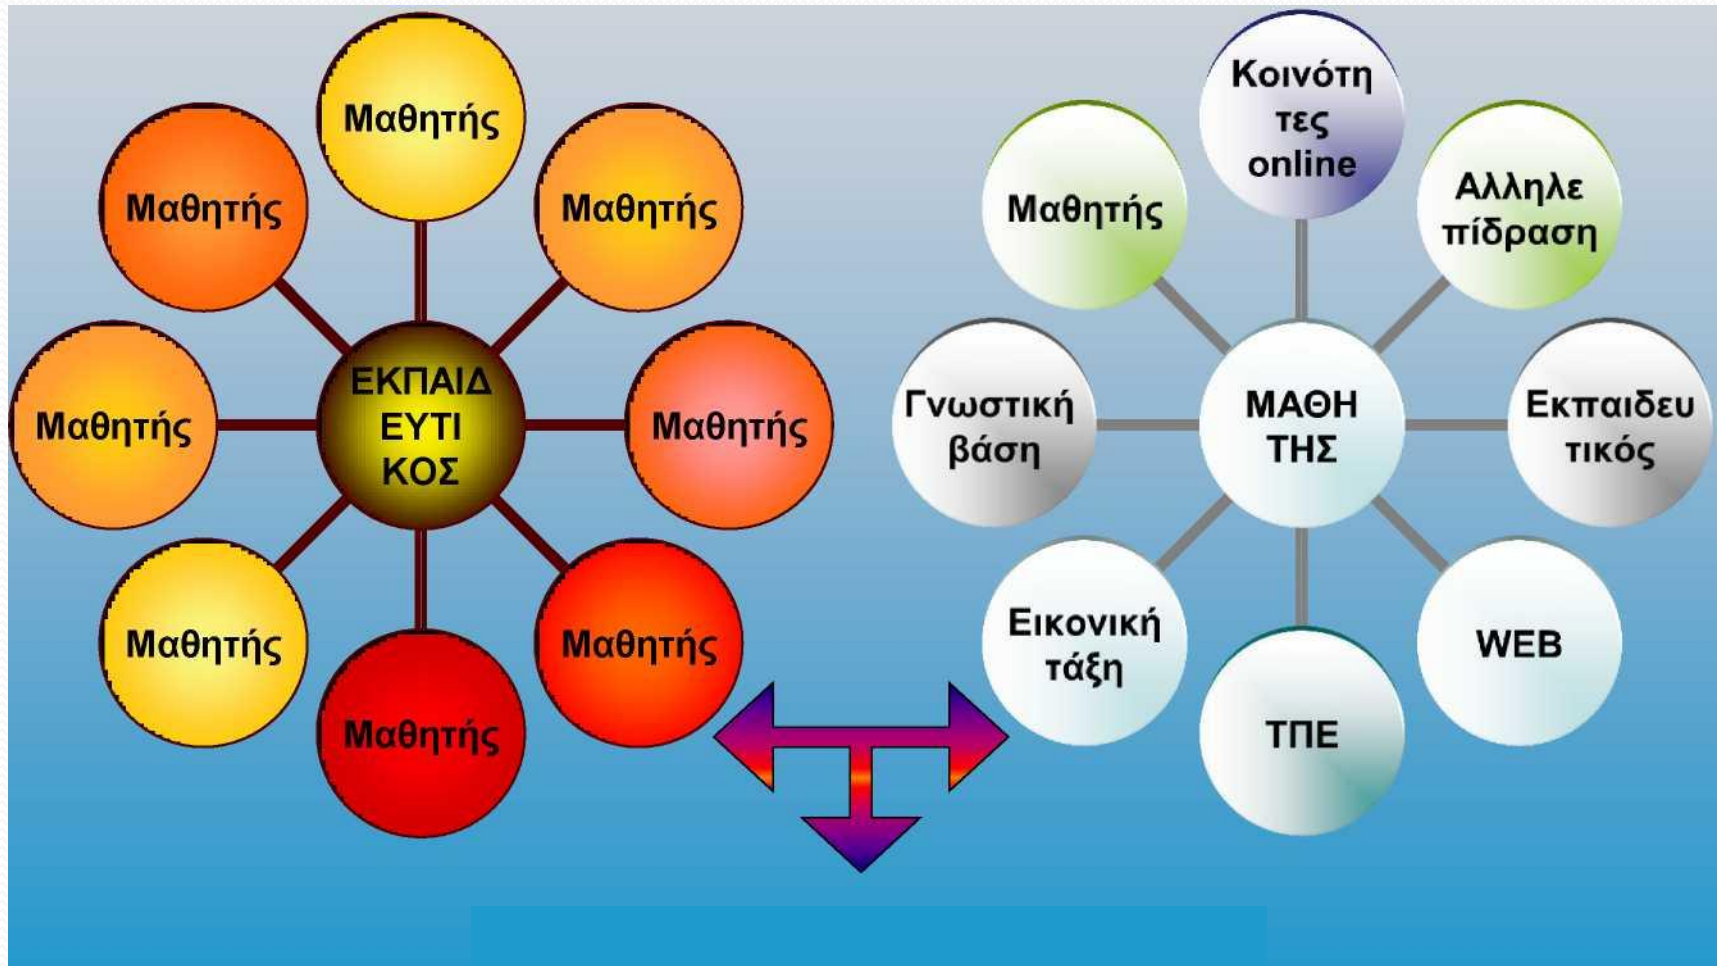 Μαθητής
Μαθητής
Μαθητής
Μαθητής
Μαθητής
Μαθητής
Μαθητής
Μαθητής
ΕΚΠΑΙΔ
ΕΥΤΙ
ΚΟΣ
Κοινότη
τες
online
Αλληλε
πίδραση
Εκπαιδευ
τικός
WEB
ΤΠΕ
Εικονική
τάξη
Γνωστική
βάση
Μαθητής
ΜΑΘΗ
ΤΗΣ